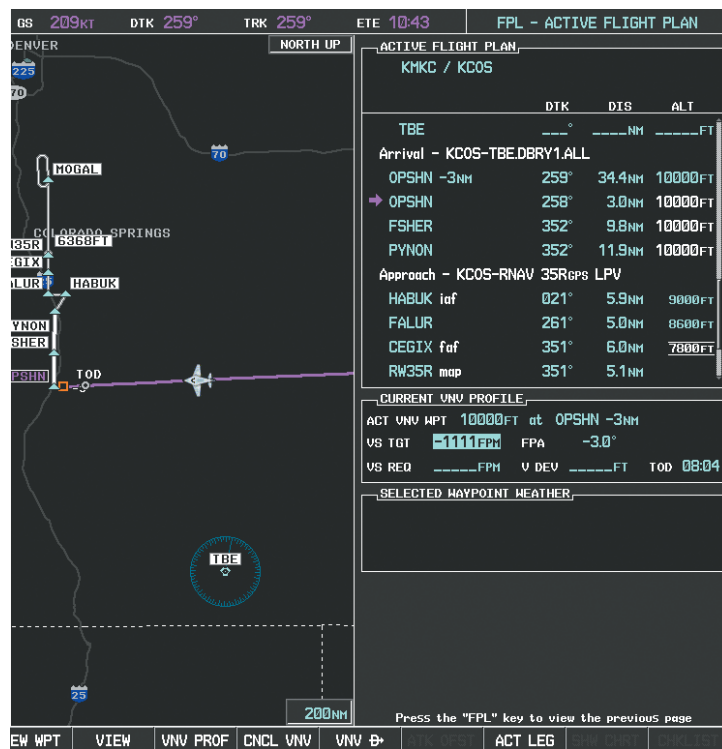 GS 209KT DTK 259° TRK 259° ETE 10:43 FPL – ACTIVE FLIGHT PLAN
DENVER
NORTH UP
225
70
70
MOGAL
COLORADO SPRINGS
35R 6368FT
EGIX
ALUR HABUK
YNON
SHER
PSHN
TOD
-3
TBE
25
200NM
ACTIVE FLIGHT PLAN
KMKC / KCOS
DTK DIS ALT
TBE ___° ____NM _____FT
Arrival – KCOS-TBE.DBRY1.ALL
OPSHN -3NM 259° 34.4NM 10000FT
OPSHN 258° 3.0NM 10000FT
FSHER 352° 9.8NM 10000FT
PYNON 352° 11.9NM 10000FT
Approach – KCOS-RNAV 35RGPS LPV
HABUK iaf 021° 5.9NM 9000FT
FALUR 261° 5.0NM 8600FT
CEGIX faf 351° 6.0NM 7800FT
RW35R map 351° 5.1NM
CURRENT VNV PROFILE
ACT VNV WPT 10000FT at OPSHN -3NM
VS TGT -1111FPM FPA -3.0°
VS REQ _____FPM V DEV _____FT TOD 08:04
SELECTED WAYPOINT WEATHER
Press the "FPL" key to view the previous page
EW WPT VIEW VNV PROF CNCL VNV VNV D→ ATK OFST ACT LEG SHW CHRT CHKLIST